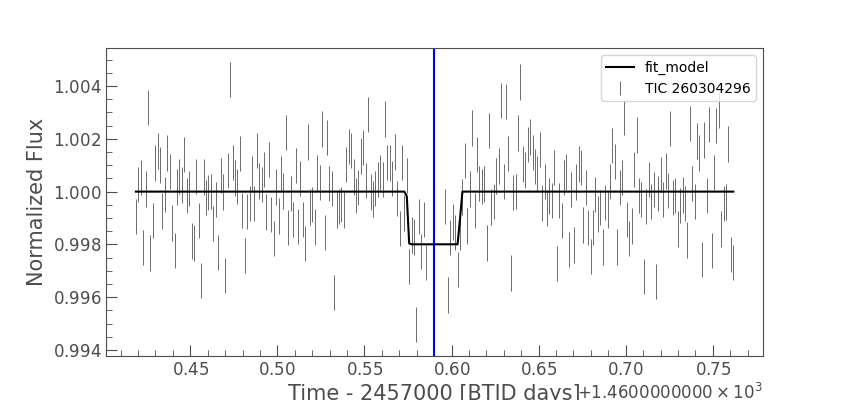 fit_model
TIC 260304296
1.004
1.002
1.000
0.998
0.996
0.994
Normalized Flux
0.45 0.50 0.55 0.60 0.65 0.70 0.75
Time - 2457000 [BTJD days]
+1.4600000000 × 10³